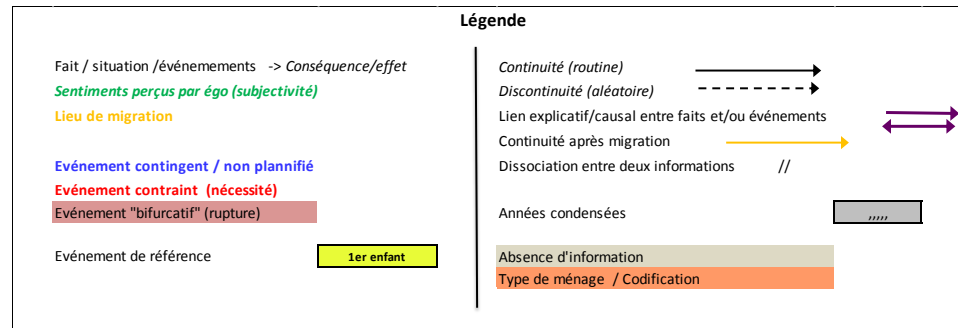 Légende
Fait / situation /événemements -> Conséquence/effet
Sentiments perçus par égo (subjectivité)
Lieu de migration
Evénement contingent / non plannifié
Evénement contraint (nécessité)
Evénement "bifurcatif" (rupture)
Evénement de référence 1er enfant
Continuité (routine)
Discontinuité (aléatoire)
Lien explicatif/causal entre faits et/ou événements
Continuité après migration
Dissociation entre deux informations //
Années condensées ,,,,,
Absence d'information
Type de ménage / Codification